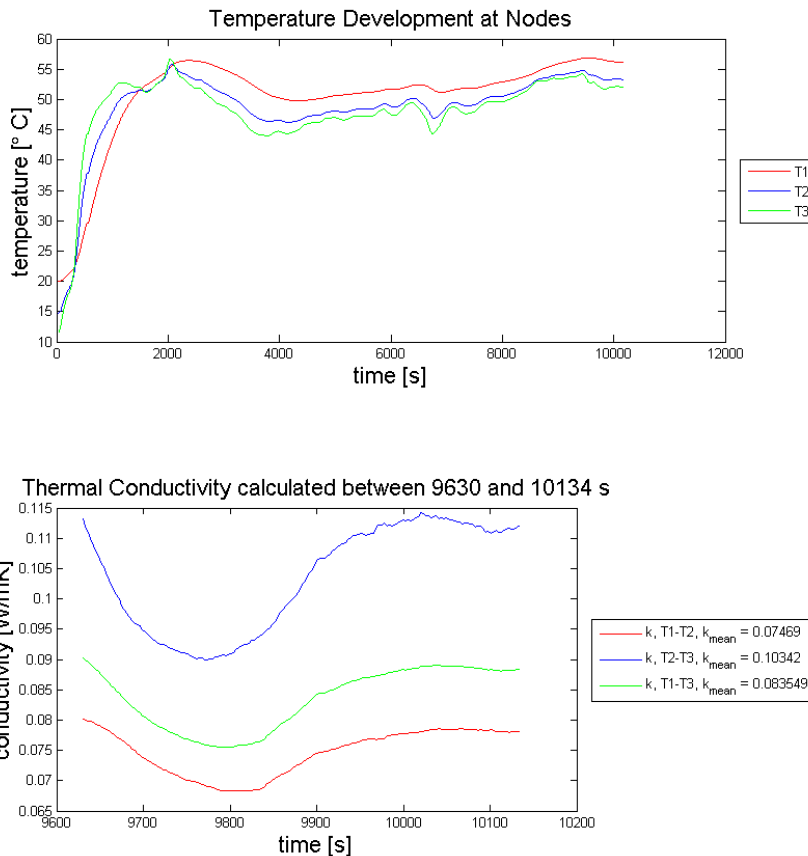 Temperature Development at Nodes
60
55
50
45
40
35
30
25
20
15
10
temperature [° C]
0 2000 4000 6000 8000 10000 12000
time [s]
T1
T2
T3
Thermal Conductivity calculated between 9630 and 10134 s
0.115
0.11
0.105
0.1
0.095
0.09
0.085
0.08
0.075
0.07
0.065
conductivity [W/mK]
9600 9700 9800 9900 10000 10100 10200
time [s]
k, T1-T2, k_mean = 0.07469
k, T2-T3, k_mean = 0.10342
k, T1-T3, k_mean = 0.083549